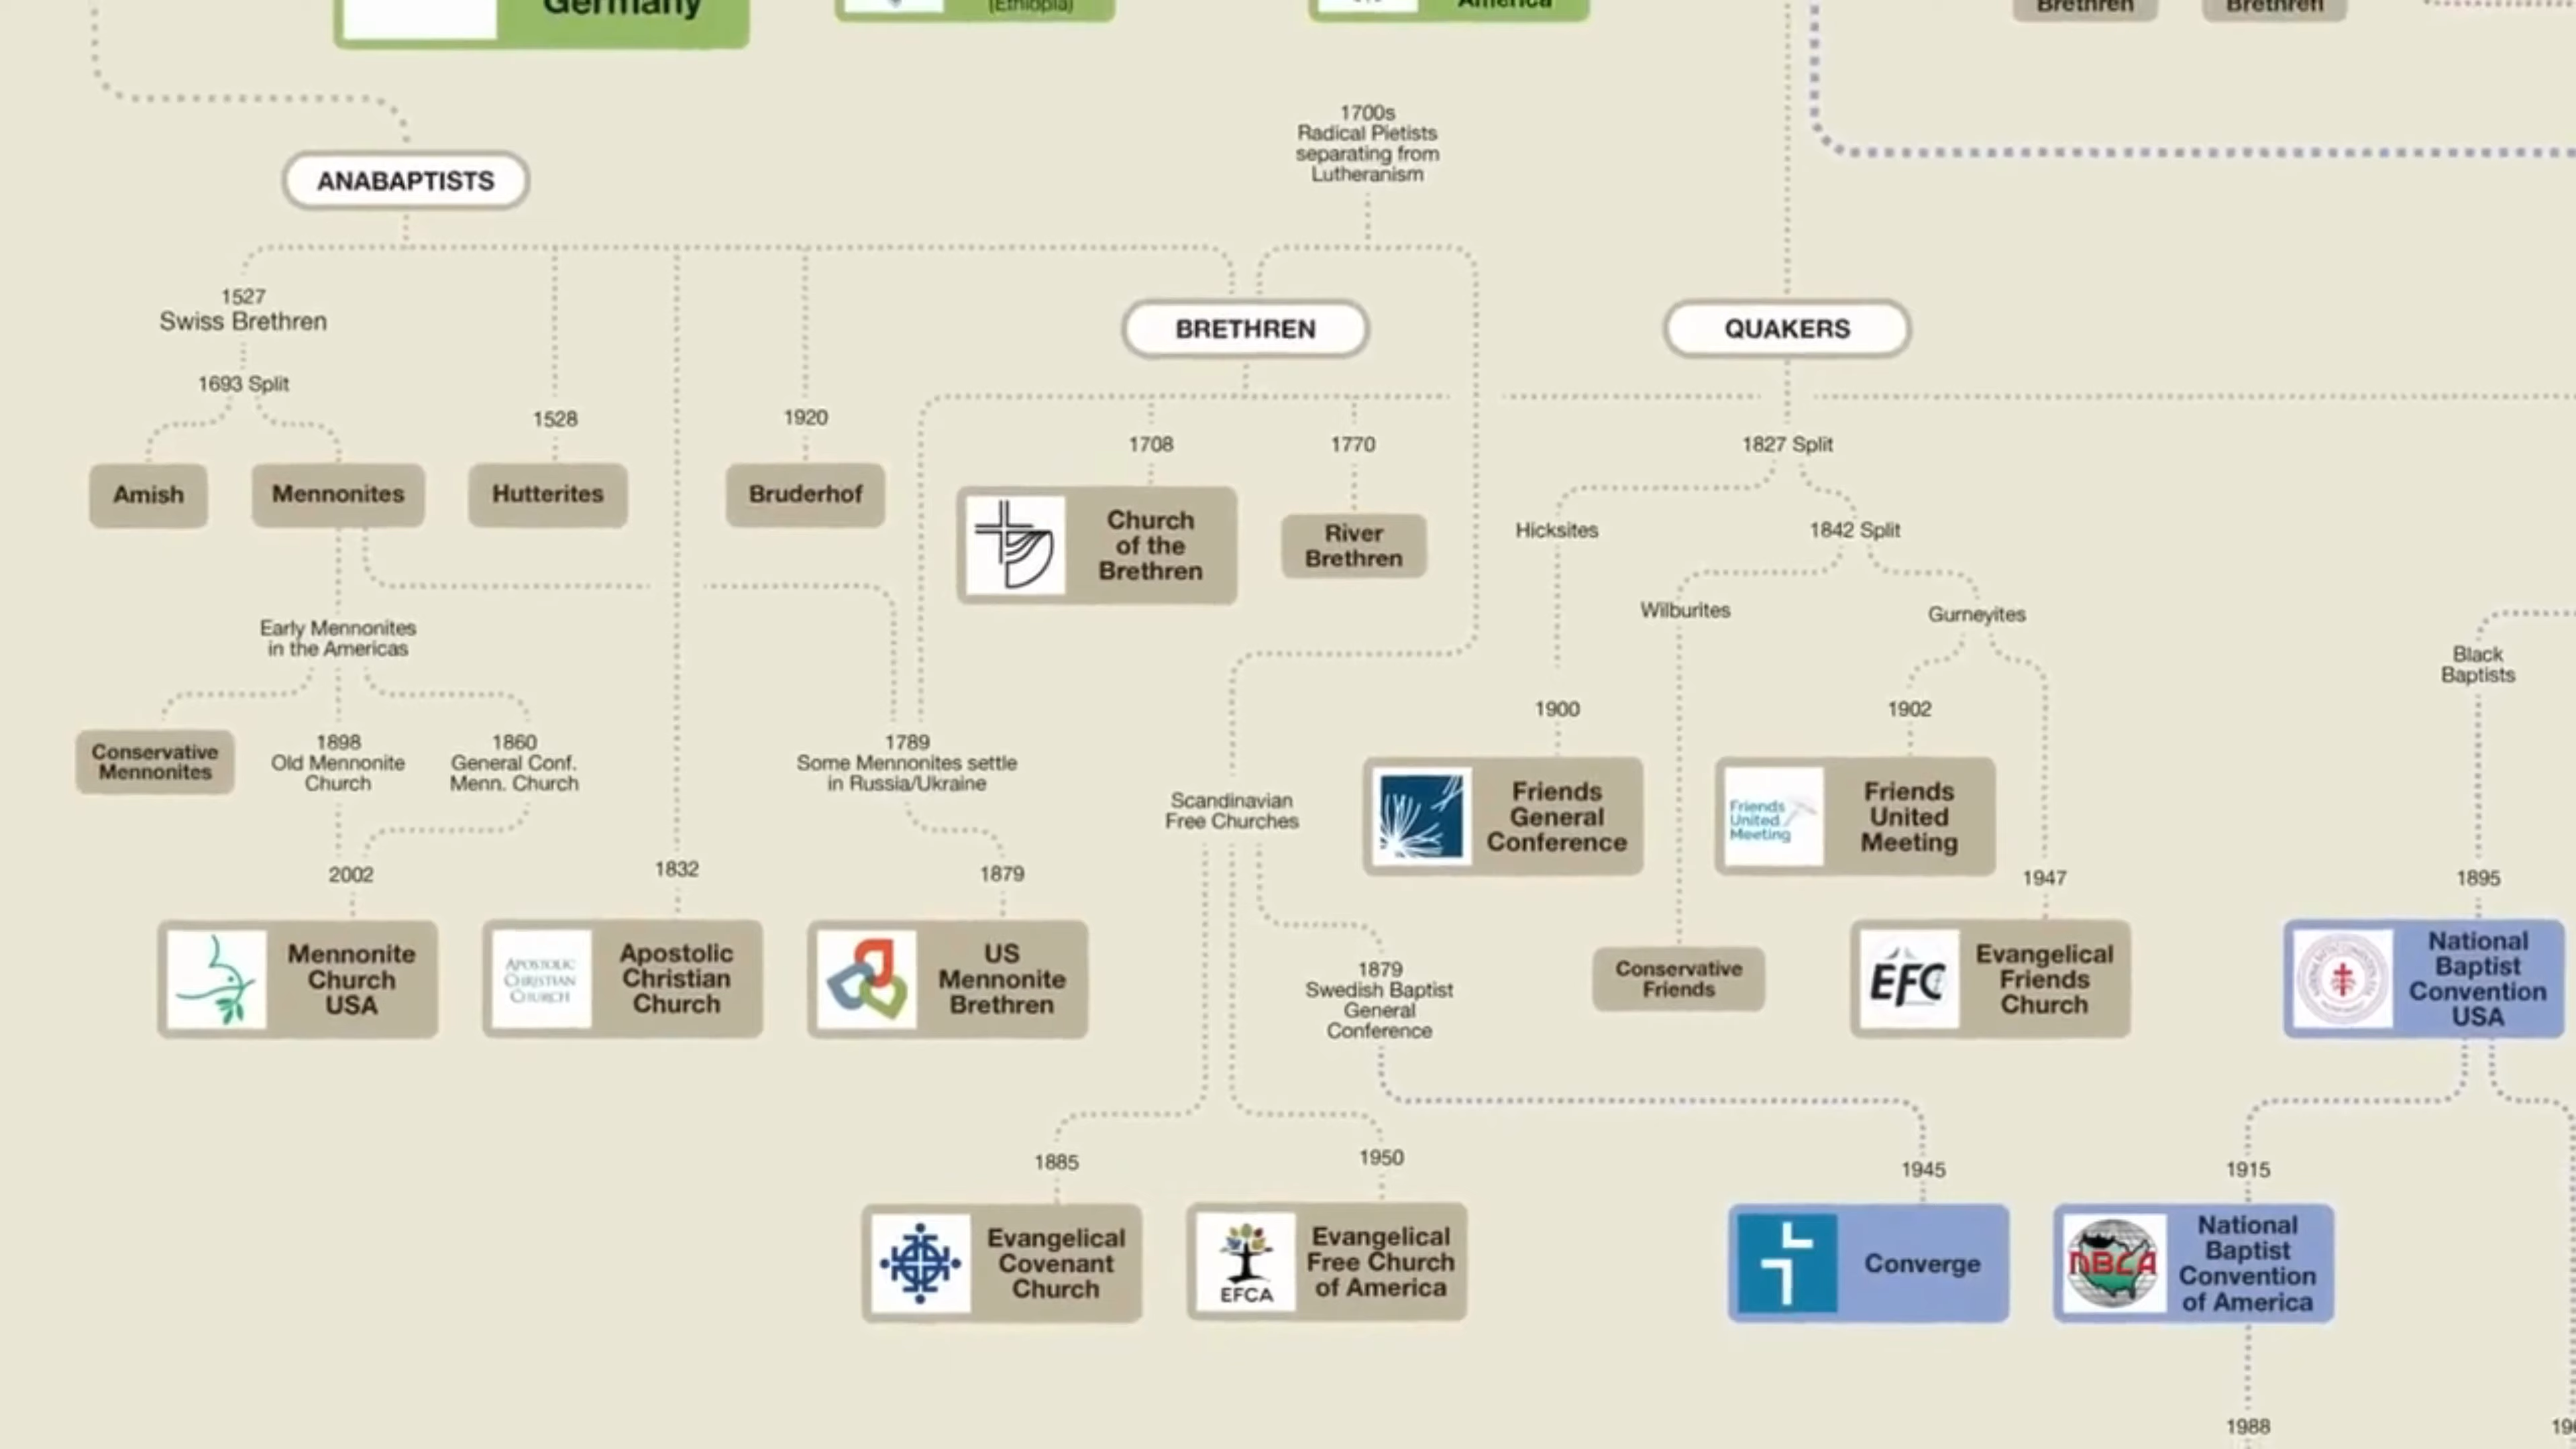 Germany
(Ethiopia)
America
Brethren
Brethren
1700s
Radical Pietists
separating from
Lutheranism
ANABAPTISTS
1527
Swiss Brethren
BRETHREN
QUAKERS
1693 Split
1528
1920
1708
1770
1827 Split
Amish
Mennonites
Hutterites
Bruderhof
Church
of the
Brethren
River
Brethren
Hicksites
1842 Split
Early Mennonites
in the Americas
Wilburites
Gurneyites
Black
Baptists
Conservative
Mennonites
1898
Old Mennonite
Church
1860
General Conf.
Menn. Church
1789
Some Mennonites settle
in Russia/Ukraine
Scandinavian
Free Churches
1900
Friends
General
Conference
1902
Friends
United
Meeting
Friends
United
Meeting
2002
1832
1879
1947
1895
Mennonite
Church
USA
APOSTOLIC
CHRISTIAN
CHURCH
Apostolic
Christian
Church
US
Mennonite
Brethren
1879
Swedish Baptist
General
Conference
Conservative
Friends
EFC
Evangelical
Friends
Church
National
Baptist
Convention
USA
1885
1950
1945
1915
Evangelical
Covenant
Church
EFCA
Evangelical
Free Church
of America
Converge
NBCA
National
Baptist
Convention
of America
1988